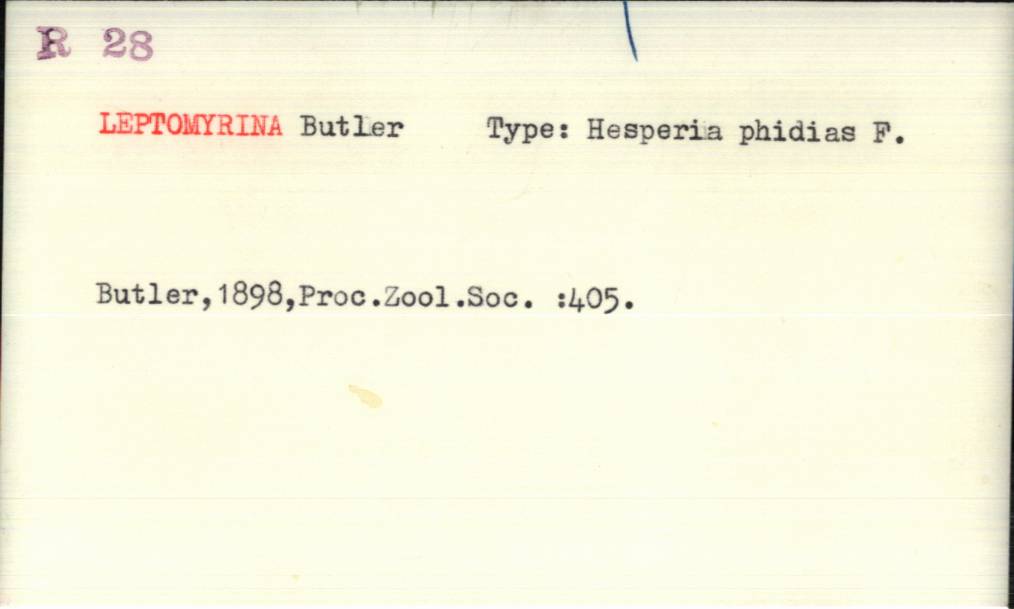 R 28
LEPTOMYRINA Butler Type: Hesperia phidias F.
Butler,1898,Proc.Zool.Soc. :405.